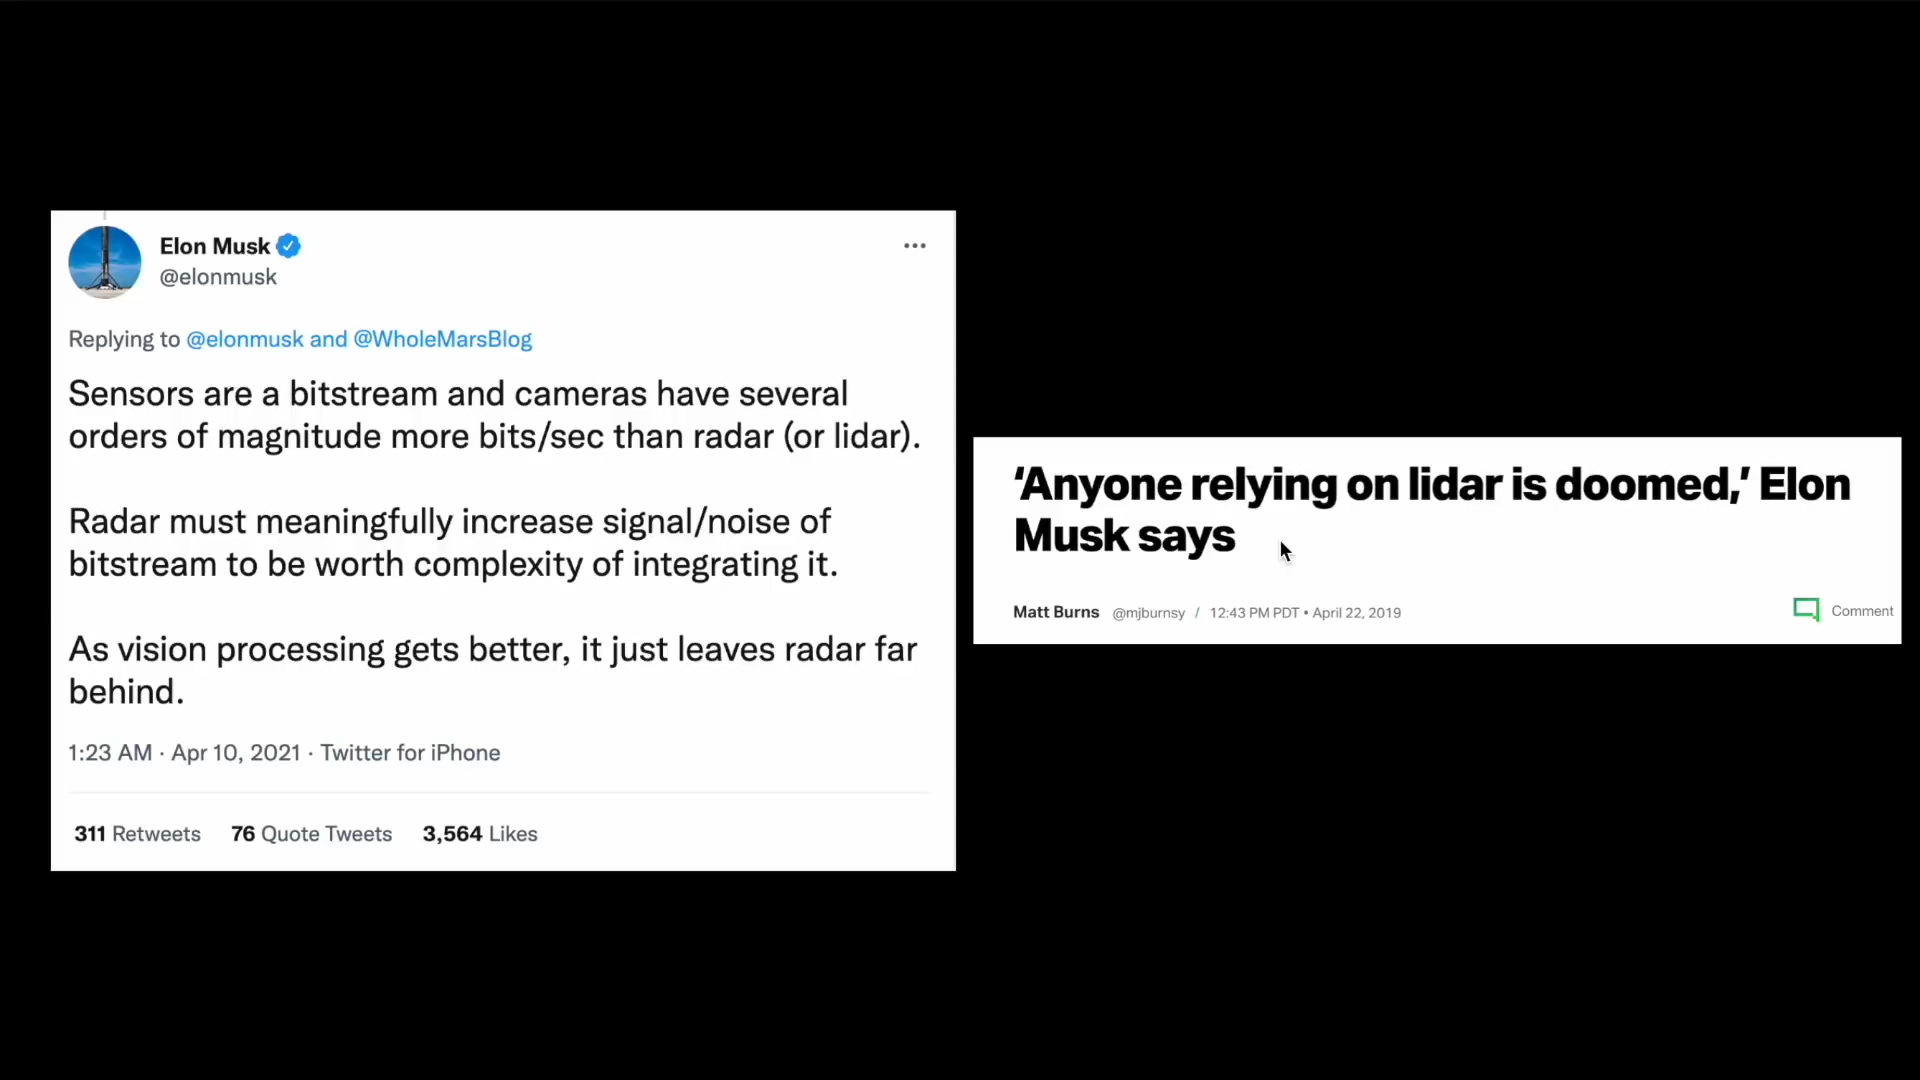 Elon Musk
@elonmusk
Replying to @elonmusk and @WholeMarsBlog
Sensors are a bitstream and cameras have several
orders of magnitude more bits/sec than radar (or lidar).
Radar must meaningfully increase signal/noise of
bitstream to be worth complexity of integrating it.
As vision processing gets better, it just leaves radar far
behind.
1:23 AM · Apr 10, 2021 · Twitter for iPhone
311 Retweets 76 Quote Tweets 3,564 Likes
‘Anyone relying on lidar is doomed,’ Elon
Musk says
Matt Burns @mjburnsy / 12:43 PM PDT • April 22, 2019
Comment